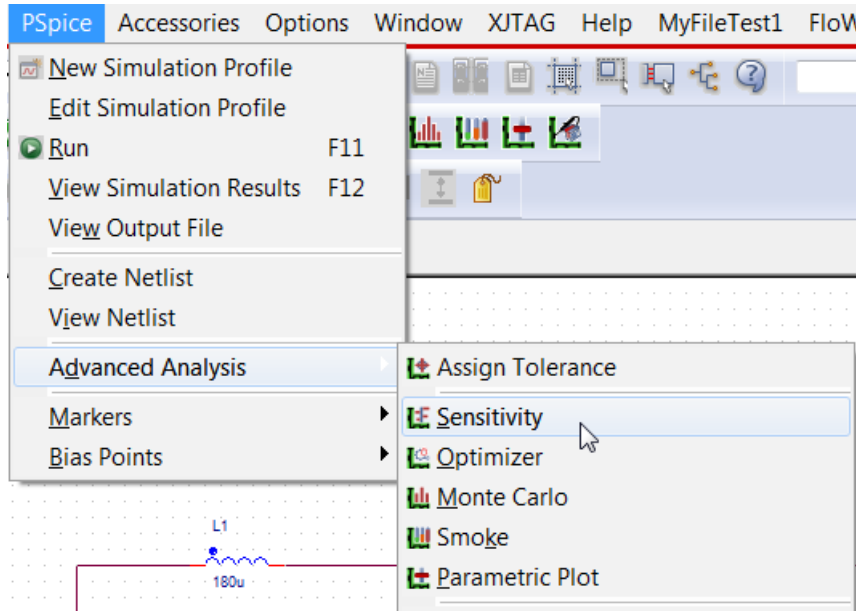 PSpice Accessories Options Window XJTAG Help MyFileTest1 FloW
New Simulation Profile
Edit Simulation Profile
Run F11
View Simulation Results F12
View Output File
Create Netlist
View Netlist
Advanced Analysis
Assign Tolerance
Markers
Sensitivity
Bias Points
Optimizer
Monte Carlo
Smoke
Parametric Plot
L1
180u